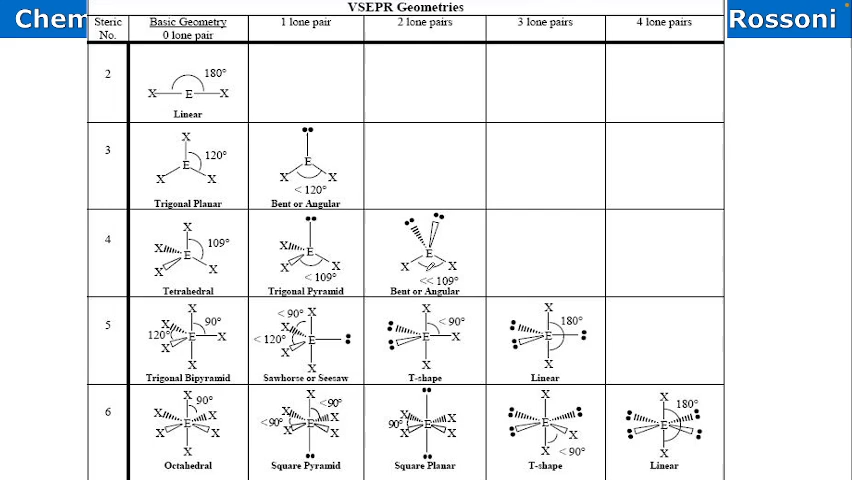 Chem
Rossoni
VSEPR Geometries
Steric
No.
Basic Geometry
0 lone pair
1 lone pair
2 lone pairs
3 lone pairs
4 lone pairs
2
180°
X E X
Linear
3
X
120°
E
X X
Trigonal Planar
E
X X
< 120°
Bent or Angular
4
X
X 109°
E
X X
Tetrahedral
X E
X X
< 109°
Trigonal Pyramid
E
X X
<< 109°
Bent or Angular
5
X
90°
X
120° E X
X
X
Trigonal Bipyramid
< 90° X
X
< 120° E
X
X
Sawhorse or Seesaw
X
< 90°
E X
X
T-shape
X
180°
E
X
Linear
6
X
90°
X X
E
X X
X
Octahedral
X
<90°
X X
<90° E
X X
Square Pyramid
X X
90° E
X X
Square Planar
X
E
X
X < 90°
T-shape
X
180°
E
X
Linear